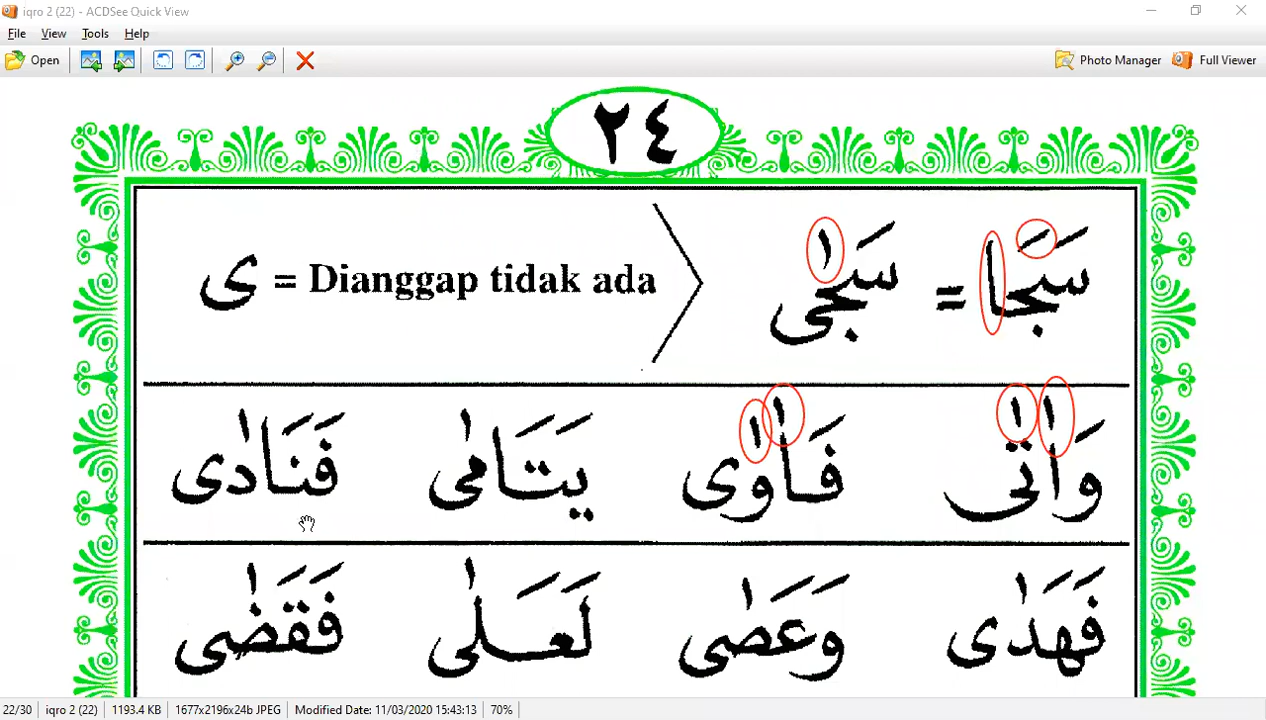 iqro 2 (22) - ACDSee Quick View
File View Tools Help
Open Photo Manager Full Viewer
٢٤
سَجَا = سَجٰى ى = Dianggap tidak ada
وَاٰتٰى فَاٰوٰى يَتَامٰى فَنَادٰى
فَهَدٰى وَعَصٰى لَعَلٰى فَقَضٰى
22/30 iqro 2 (22) 1193.4 KB 1677x2196x24b JPEG Modified Date: 11/03/2020 15:43:13 70%